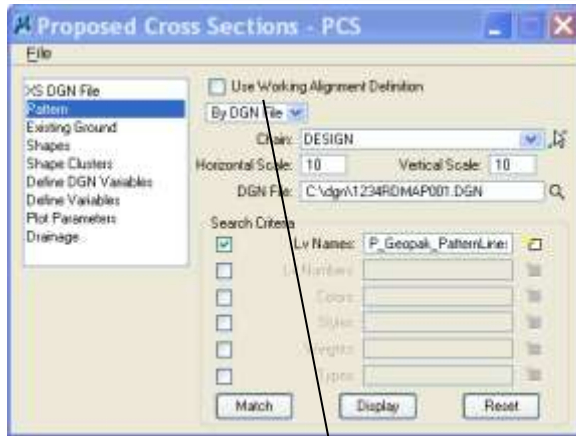 Proposed Cross Sections - PCS
File
XS DGN File
Pattern
Existing Ground
Shapes
Shape Clusters
Define DGN Variables
Define Variables
Plot Parameters
Drainage
Use Working Alignment Definition
By DGN File
Chain: DESIGN
Horizontal Scale: 10 Vertical Scale: 10
DGN File: C:\dgn\1234RDMAP001.DGN
Search Criteria
Lv Names: P_Geopak_PatternLine
Lv Numbers:
Colors:
Styles:
Weights:
Types:
Match Display Reset